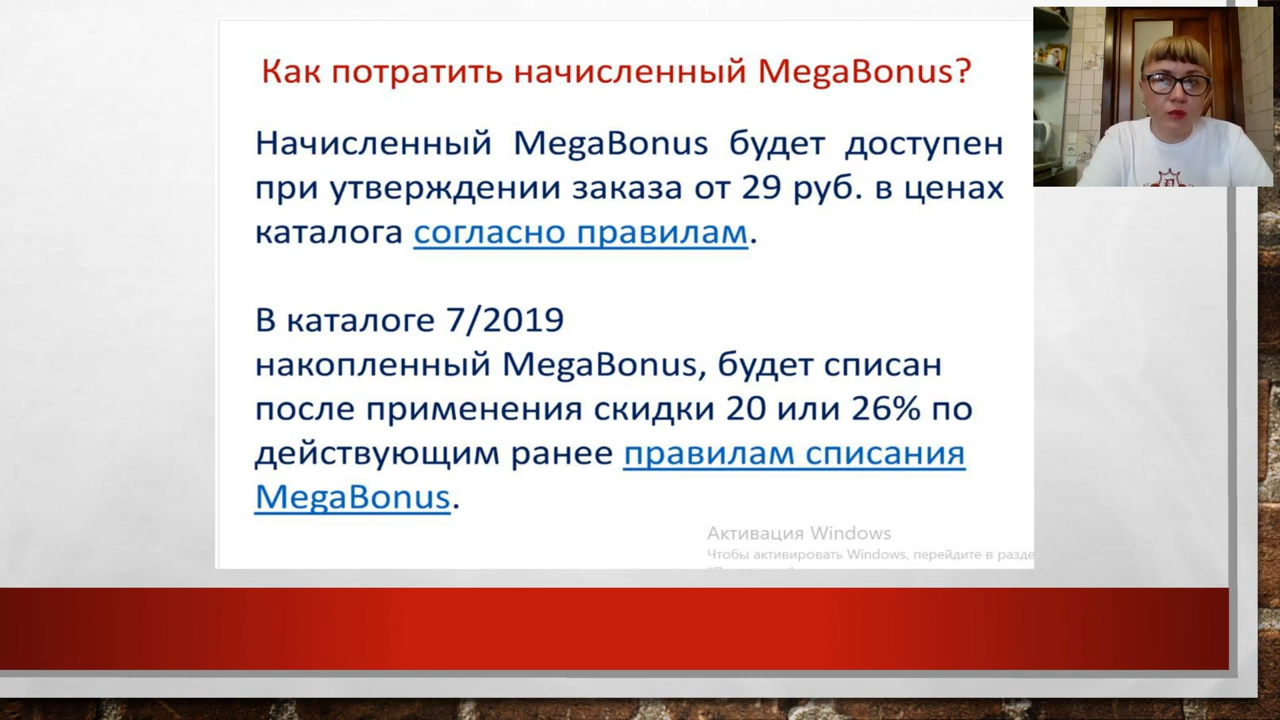 Как потратить начисленный MegaBonus?
Начисленный MegaBonus будет доступен
при утверждении заказа от 29 руб. в ценах
каталога согласно правилам.
В каталоге 7/2019
накопленный MegaBonus, будет списан
после применения скидки 20 или 26% по
действующим ранее правилам списания
MegaBonus.
Активация Windows
Чтобы активировать Windows, перейдите в разде